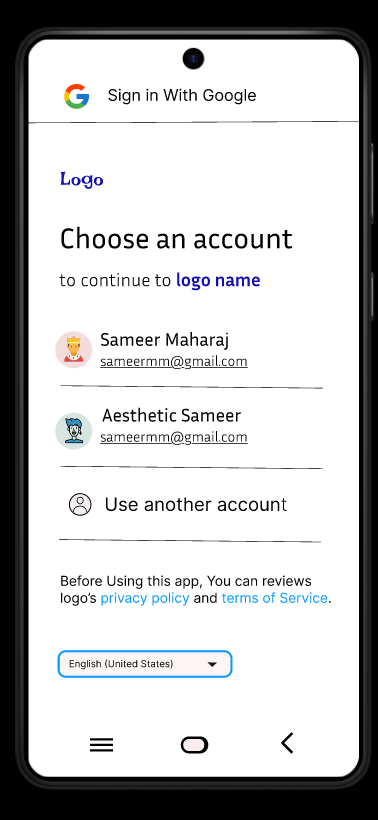 Sign in With Google
Logo
Choose an account
to continue to logo name
Sameer Maharaj
sameermm@gmail.com
Aesthetic Sameer
sameermm@gmail.com
Use another account
Before Using this app, You can reviews
logo's privacy policy and terms of Service.
English (United States)